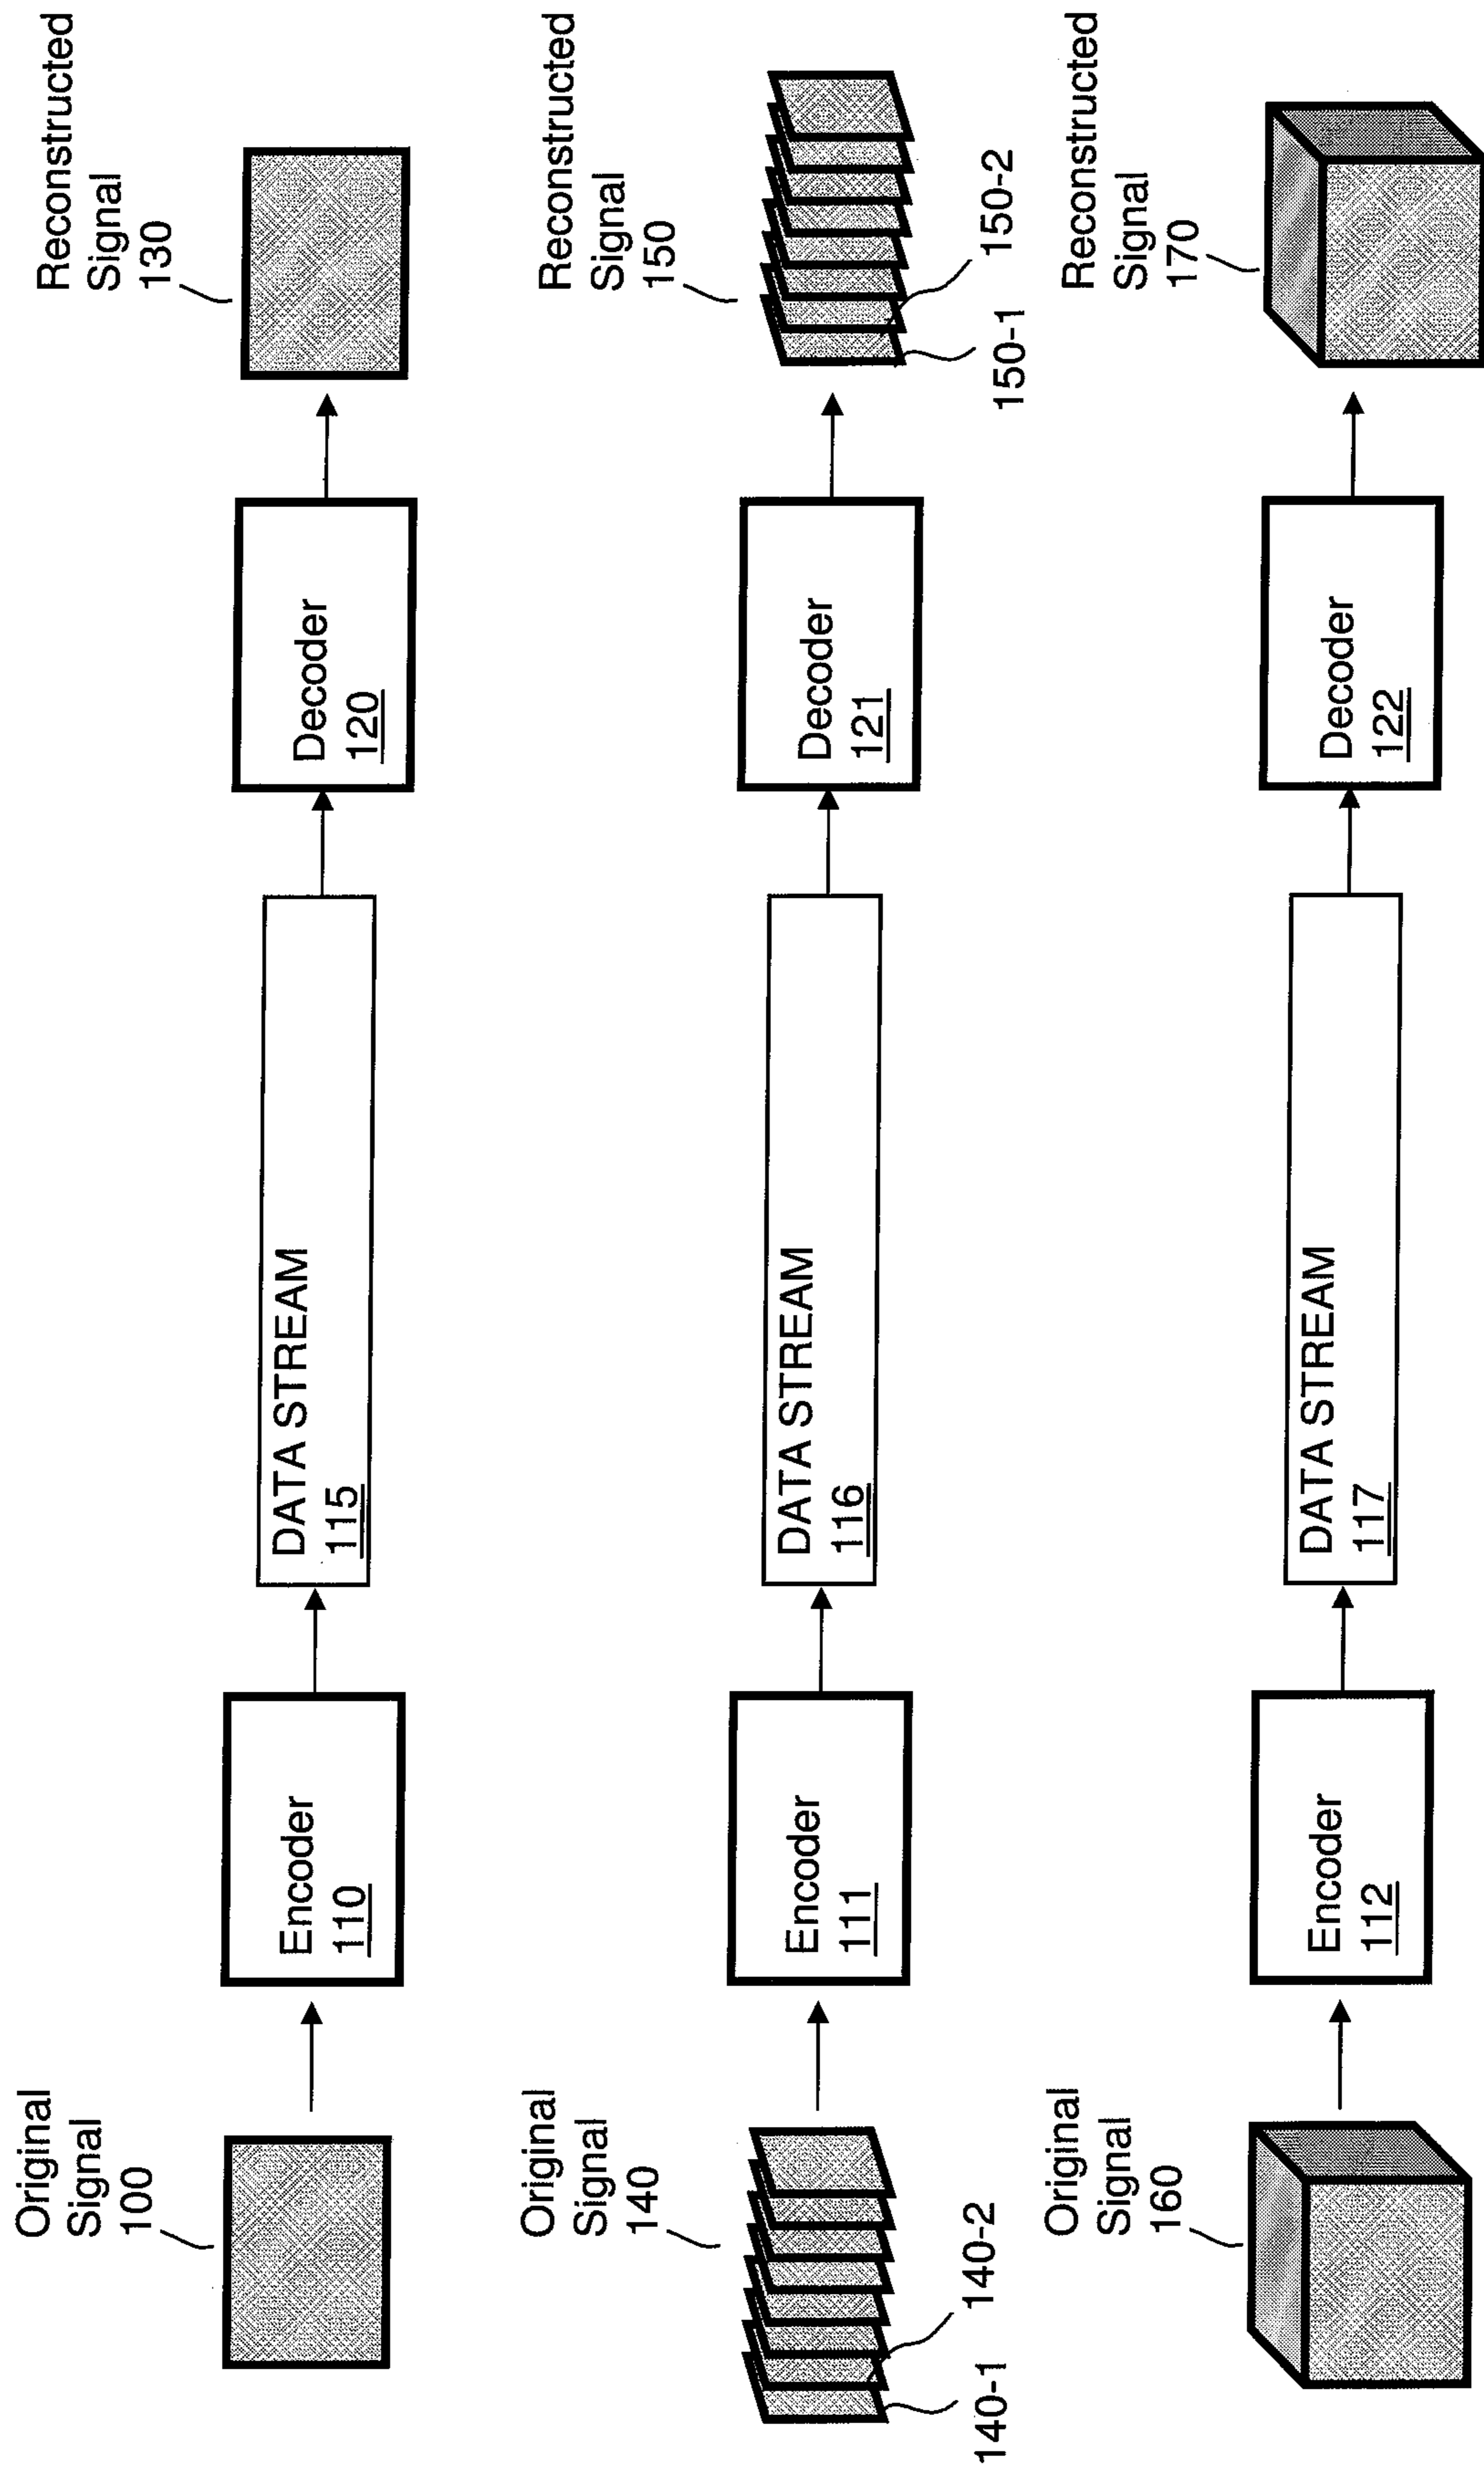 Original
Signal
100
Encoder
110
DATA STREAM
115
Decoder
120
Reconstructed
Signal
130
Original
Signal
140
140-1
140-2
Encoder
111
DATA STREAM
116
Decoder
121
Reconstructed
Signal
150
150-1
150-2
Original
Signal
160
Encoder
112
DATA STREAM
117
Decoder
122
Reconstructed
Signal
170